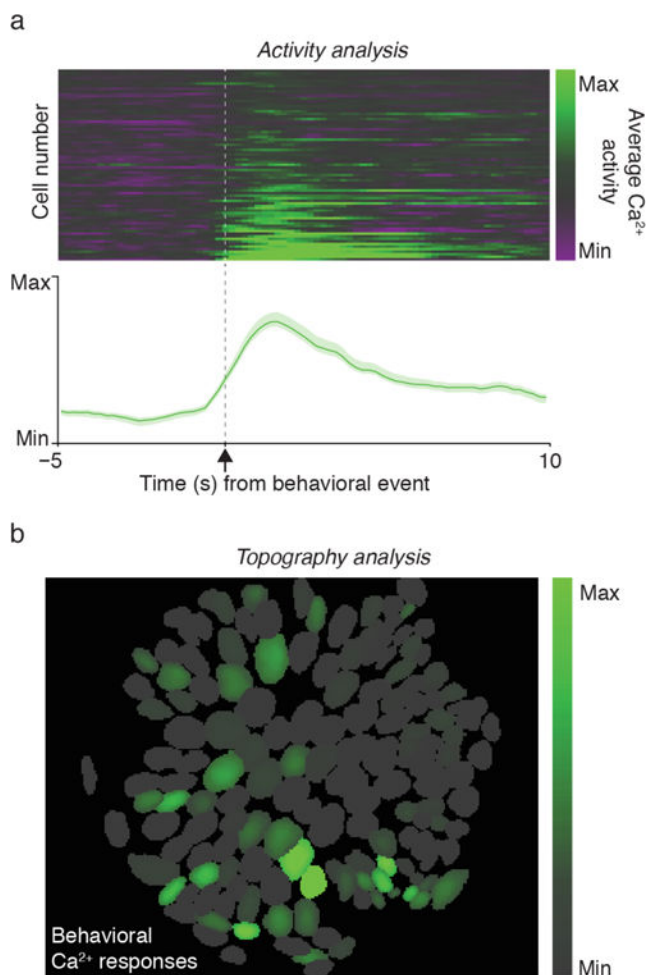 a
Activity analysis
Cell number
Max
Min
Average Ca²⁺
activity
Max
Min
−5
10
Time (s) from behavioral event
b
Topography analysis
Max
Min
Behavioral
Ca²⁺ responses